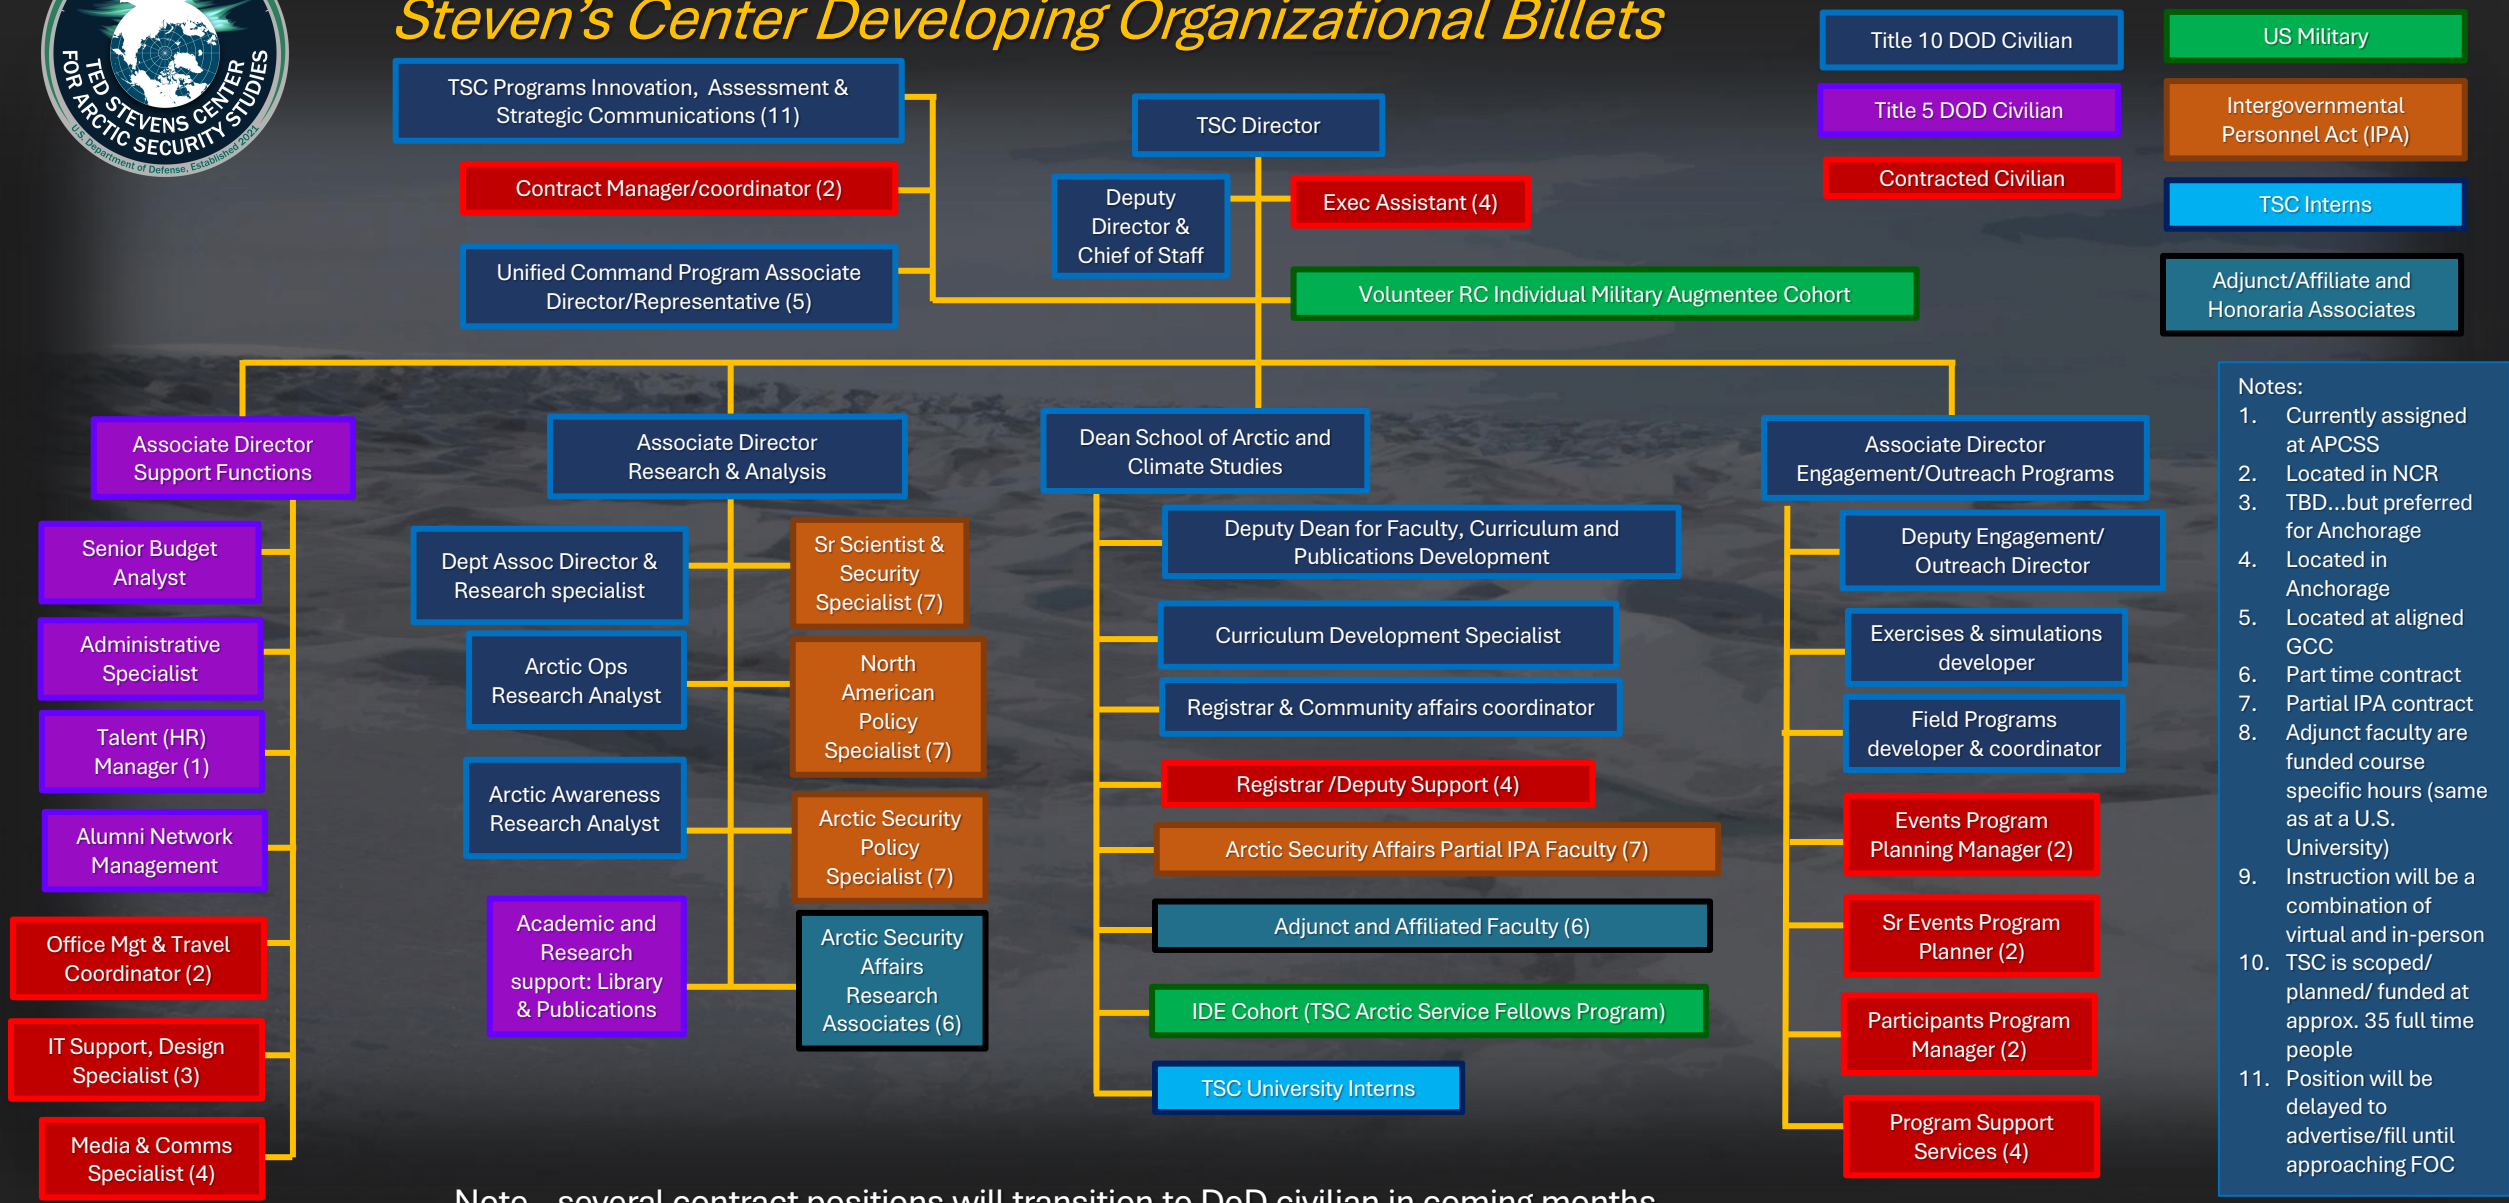 Steven's Center Developing Organizational Billets
TED STEVENS CENTER
FOR ARCTIC SECURITY STUDIES
U.S. Department of Defense, Established 2021
TSC Programs Innovation, Assessment &
Strategic Communications (11)
Contract Manager/coordinator (2)
Unified Command Program Associate
Director/Representative (5)
TSC Director
Deputy
Director &
Chief of Staff
Exec Assistant (4)
Volunteer RC Individual Military Augmentee Cohort
Title 10 DOD Civilian
Title 5 DOD Civilian
Contracted Civilian
US Military
Intergovernmental
Personnel Act (IPA)
TSC Interns
Adjunct/Affiliate and
Honoraria Associates
Associate Director
Support Functions
Senior Budget
Analyst
Administrative
Specialist
Talent (HR)
Manager (1)
Alumni Network
Management
Office Mgt & Travel
Coordinator (2)
IT Support, Design
Specialist (3)
Media & Comms
Specialist (4)
Associate Director
Research & Analysis
Dept Assoc Director &
Research specialist
Arctic Ops
Research Analyst
Arctic Awareness
Research Analyst
Academic and
Research
support: Library
& Publications
Sr Scientist &
Security
Specialist (7)
North
American
Policy
Specialist (7)
Arctic Security
Policy
Specialist (7)
Arctic Security
Affairs
Research
Associates (6)
Dean School of Arctic and
Climate Studies
Deputy Dean for Faculty, Curriculum and
Publications Development
Curriculum Development Specialist
Registrar & Community affairs coordinator
Registrar /Deputy Support (4)
Arctic Security Affairs Partial IPA Faculty (7)
Adjunct and Affiliated Faculty (6)
IDE Cohort (TSC Arctic Service Fellows Program)
TSC University Interns
Associate Director
Engagement/Outreach Programs
Deputy Engagement/
Outreach Director
Exercises & simulations
developer
Field Programs
developer & coordinator
Events Program
Planning Manager (2)
Sr Events Program
Planner (2)
Participants Program
Manager (2)
Program Support
Services (4)
Notes:
1. Currently assigned
at APCSS
2. Located in NCR
3. TBD...but preferred
for Anchorage
4. Located in
Anchorage
5. Located at aligned
GCC
6. Part time contract
7. Partial IPA contract
8. Adjunct faculty are
funded course
specific hours (same
as at a U.S.
University)
9. Instruction will be a
combination of
virtual and in-person
10. TSC is scoped/
planned/ funded at
approx. 35 full time
people
11. Position will be
delayed to
advertise/fill until
approaching FOC
Note several contract positions will transition to DoD civilian in coming months